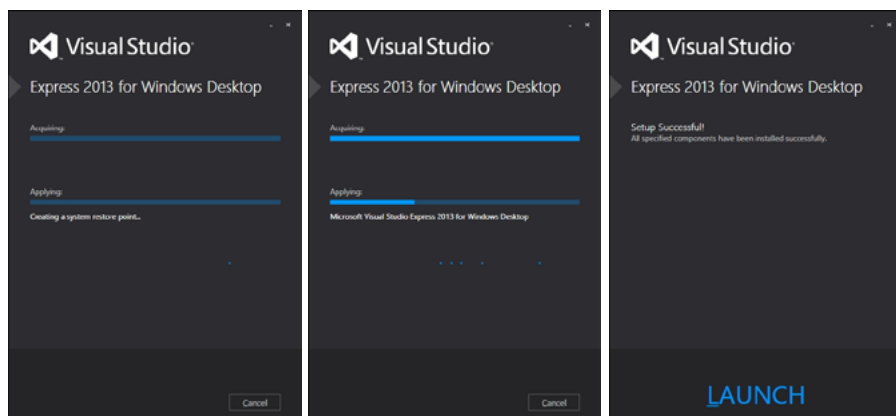 Visual Studio
Express 2013 for Windows Desktop
Acquiring:
Applying:
Creating a system restore point...
Cancel
Visual Studio
Express 2013 for Windows Desktop
Acquiring:
Applying:
Microsoft Visual Studio Express 2013 for Windows Desktop
Cancel
Visual Studio
Express 2013 for Windows Desktop
Setup Successful!
All specified components have been installed successfully.
LAUNCH